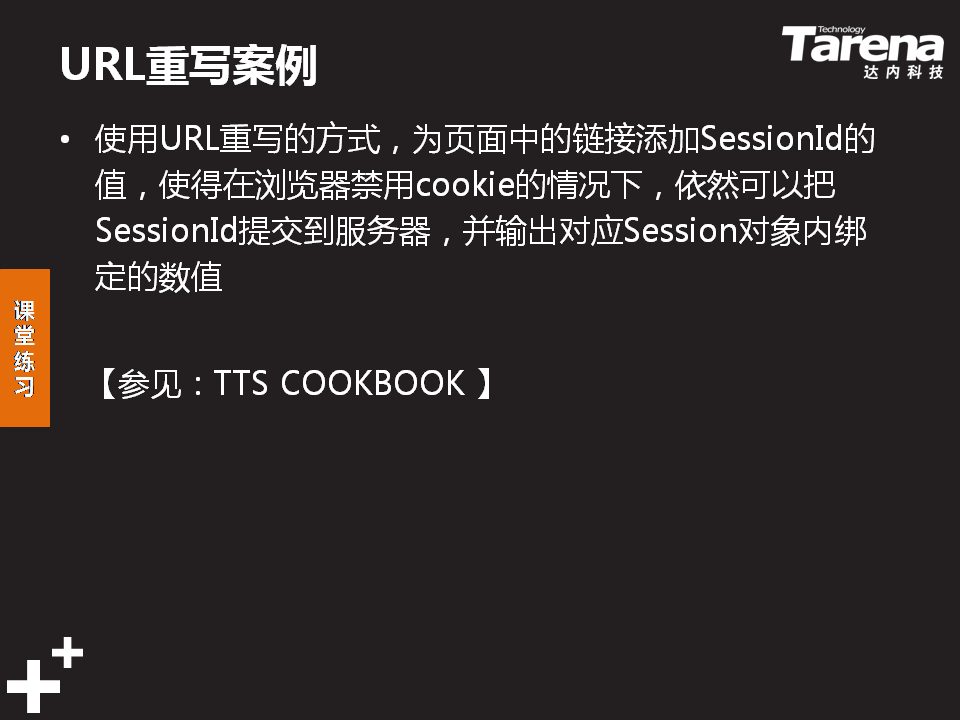 URL重写案例
Technology
Tarena
达内科技
• 使用URL重写的方式，为页面中的链接添加SessionId的
值，使得在浏览器禁用cookie的情况下，依然可以把
SessionId提交到服务器，并输出对应Session对象内绑
定的数值
课堂练习
【参见：TTS COOKBOOK 】